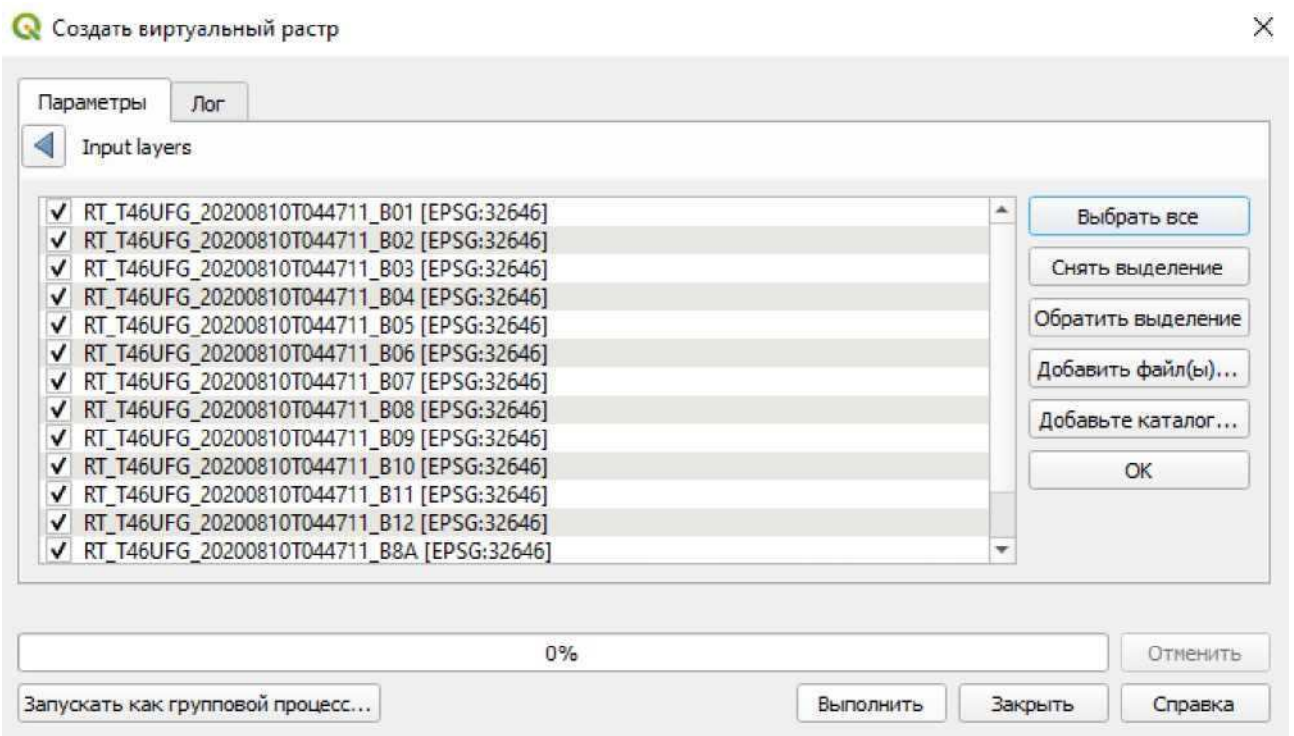 Создать виртуальный растр
Параметры
Лог
Input layers
RT_T46UFG_20200810T044711_B01 [EPSG:32646]
RT_T46UFG_20200810T044711_B02 [EPSG:32646]
RT_T46UFG_20200810T044711_B03 [EPSG:32646]
RT_T46UFG_20200810T044711_B04 [EPSG:32646]
RT_T46UFG_20200810T044711_B05 [EPSG:32646]
RT_T46UFG_20200810T044711_B06 [EPSG:32646]
RT_T46UFG_20200810T044711_B07 [EPSG:32646]
RT_T46UFG_20200810T044711_B08 [EPSG:32646]
RT_T46UFG_20200810T044711_B09 [EPSG:32646]
RT_T46UFG_20200810T044711_B10 [EPSG:32646]
RT_T46UFG_20200810T044711_B11 [EPSG:32646]
RT_T46UFG_20200810T044711_B12 [EPSG:32646]
RT_T46UFG_20200810T044711_B8A [EPSG:32646]
Выбрать все
Снять выделение
Обратить выделение
Добавить файл(ы)...
Добавьте каталог...
ОК
0%
Отменить
Запускать как групповой процесс...
Выполнить
Закрыть
Справка